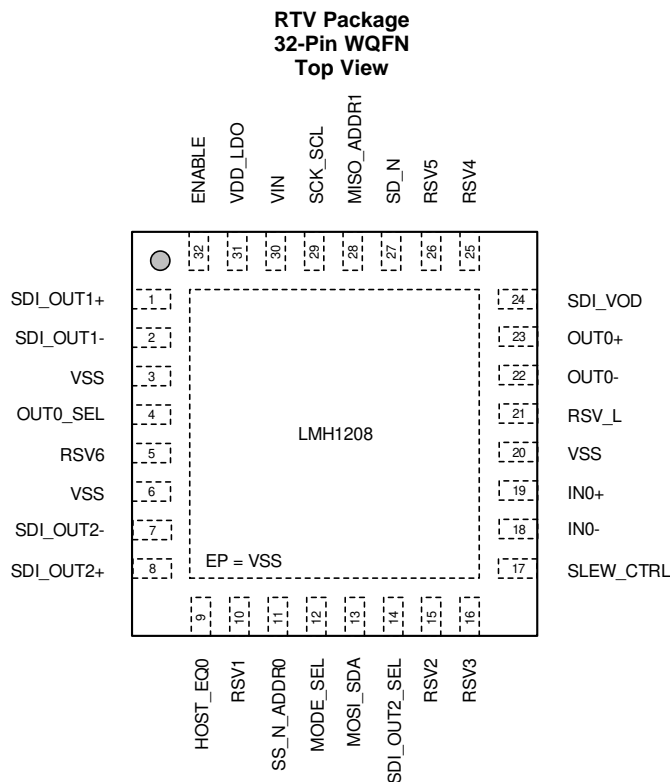 RTV Package
32-Pin WQFN
Top View
ENABLE
VDD_LDO
VIN
SCK_SCL
MISO_ADDR1
SD_N
RSV5
RSV4
32
31
30
29
28
27
26
25
SDI_OUT1+ 1
SDI_OUT1- 2
VSS 3
OUT0_SEL 4
RSV6 5
VSS 6
SDI_OUT2- 7
SDI_OUT2+ 8
LMH1208
EP = VSS
24 SDI_VOD
23 OUT0+
22 OUT0-
21 RSV_L
20 VSS
19 IN0+
18 IN0-
17 SLEW_CTRL
9
10
11
12
13
14
15
16
HOST_EQ0
RSV1
SS_N_ADDR0
MODE_SEL
MOSI_SDA
SDI_OUT2_SEL
RSV2
RSV3